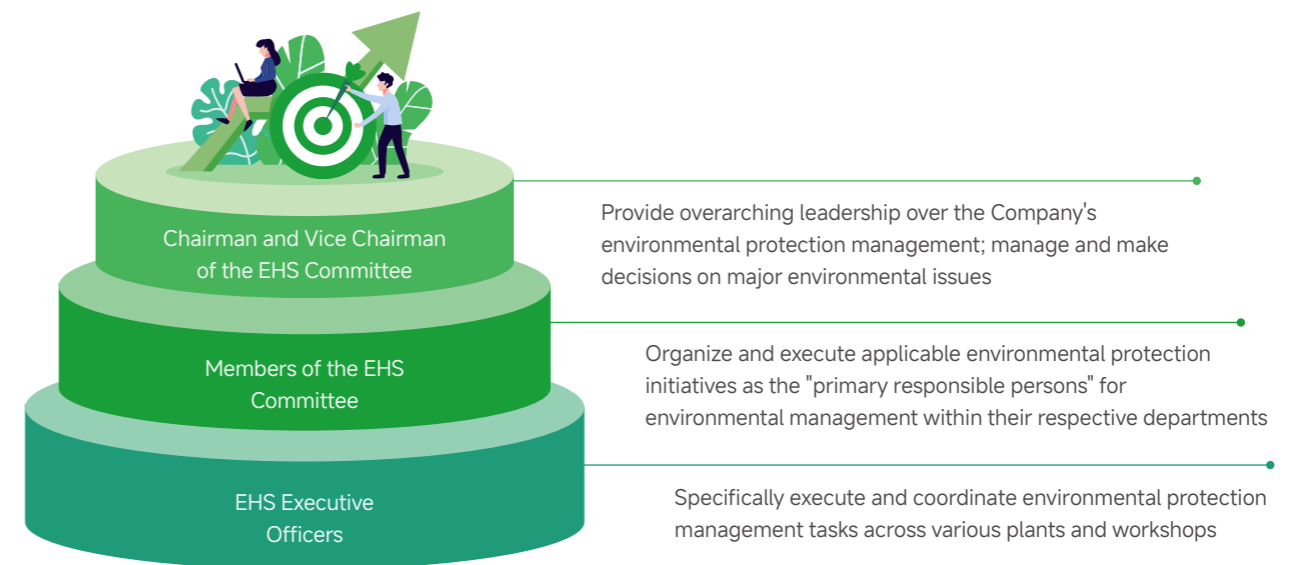 Chairman and Vice Chairman
of the EHS Committee
Provide overarching leadership over the Company's
environmental protection management; manage and make
decisions on major environmental issues
Members of the EHS
Committee
Organize and execute applicable environmental protection
initiatives as the "primary responsible persons" for
environmental management within their respective departments
EHS Executive
Officers
Specifically execute and coordinate environmental protection
management tasks across various plants and workshops